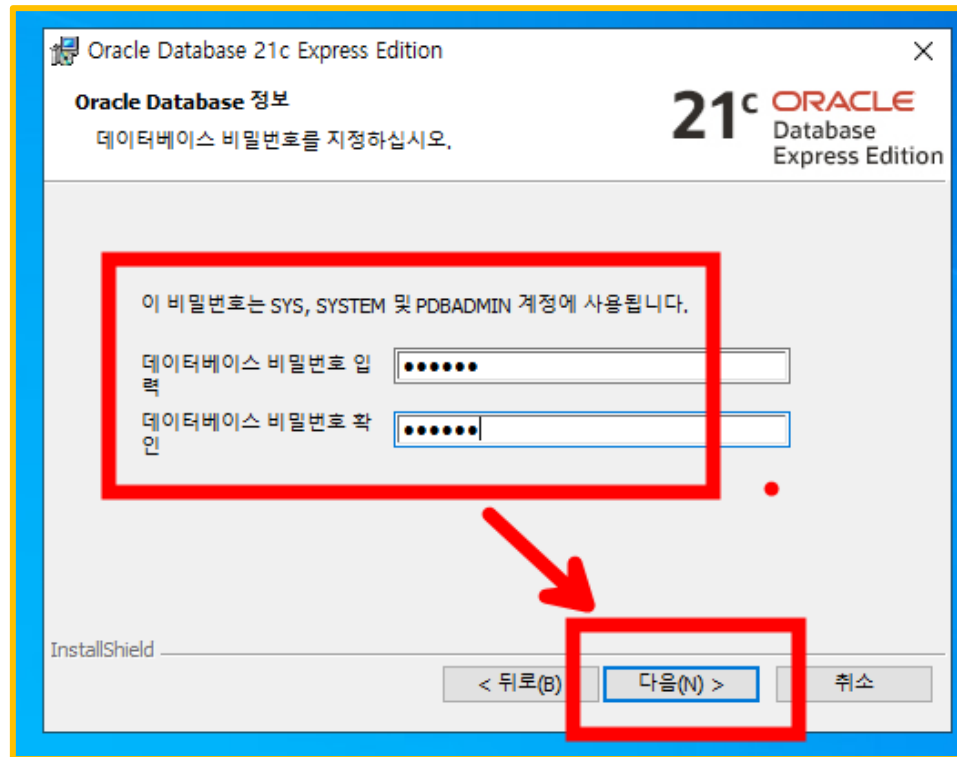 Oracle Database 21c Express Edition
Oracle Database 정보
데이터베이스 비밀번호를 지정하십시오.
21c ORACLE
Database
Express Edition
이 비밀번호는 SYS, SYSTEM 및 PDBADMIN 계정에 사용됩니다.
데이터베이스 비밀번호 입
력
••••••
데이터베이스 비밀번호 확
인
••••••
InstallShield
< 뒤로(B)
다음(N) >
취소